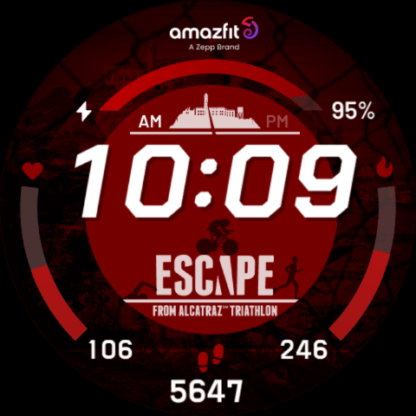 amazfit
A Zepp Brand
95%
AM PM
10:09
ESCAPE
FROM ALCATRAZ™ TRIATHLON
106 246
5647